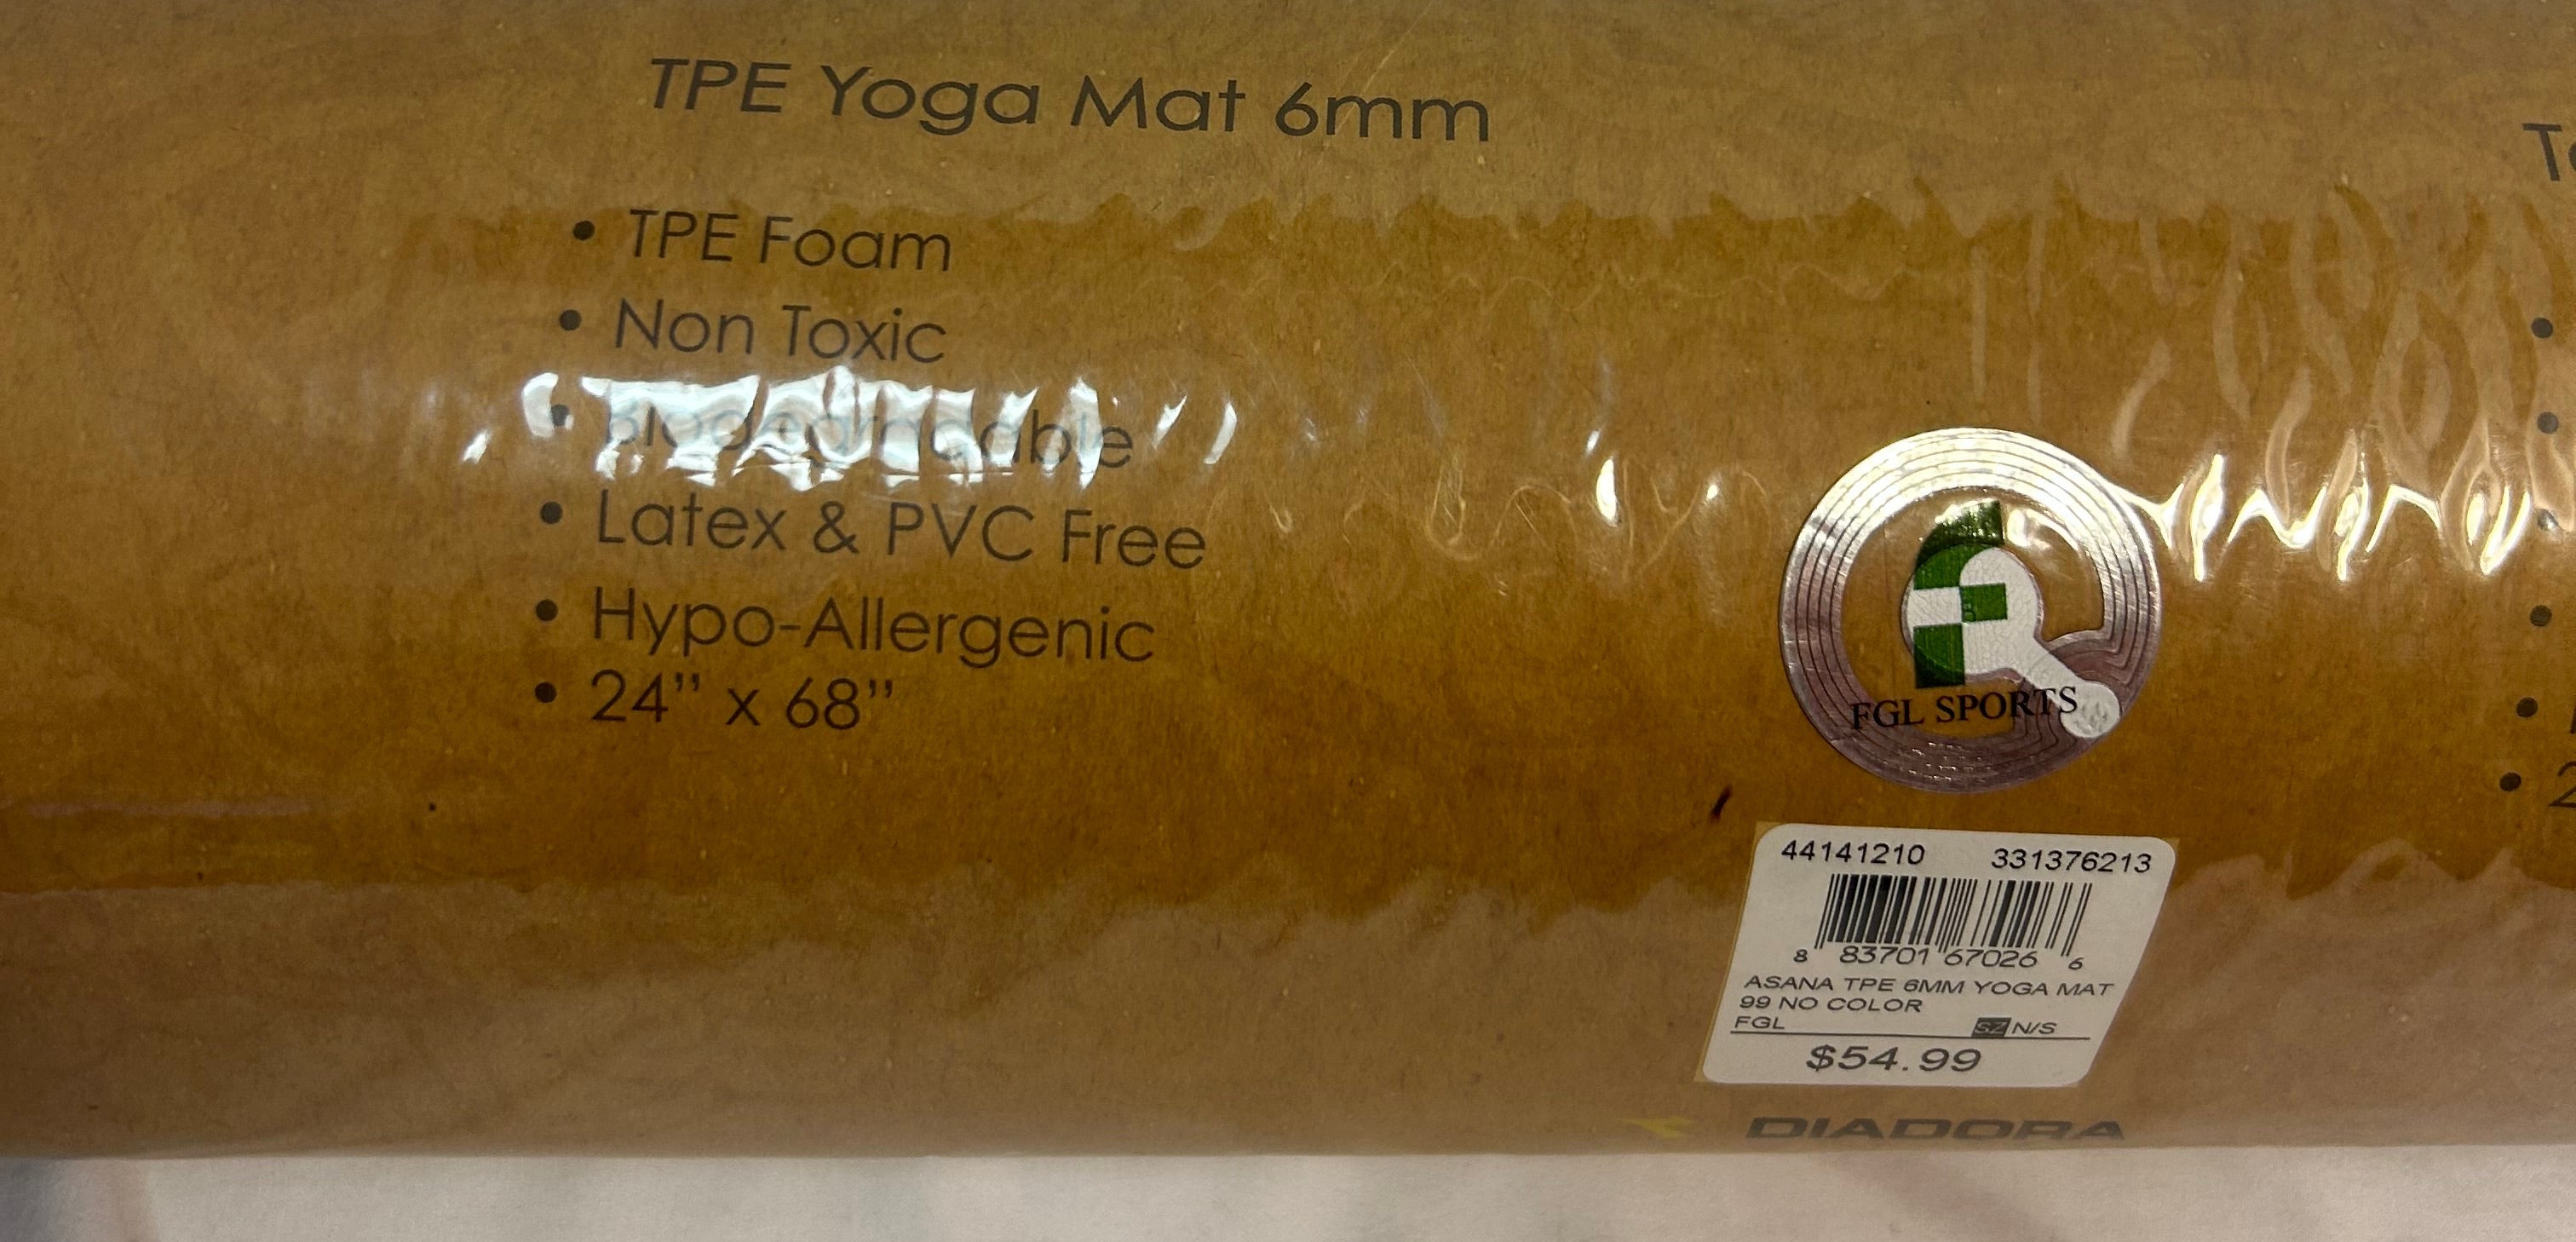 TPE Yoga Mat 6mm
• TPE Foam
• Non Toxic
• Biodegradable
• Latex & PVC Free
• Hypo-Allergenic
• 24" x 68"
FGL SPORTS
44141210 331376213
8 83701 67026 6
ASANA TPE 6MM YOGA MAT
99 NO COLOR
FGL SZ N/S
$54.99
DIADORA